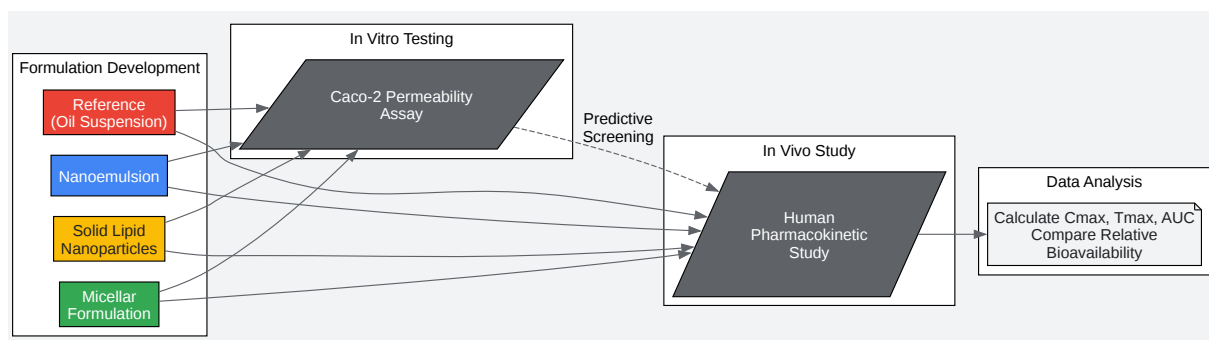 Formulation Development
Reference
(Oil Suspension)
Nanoemulsion
Solid Lipid
Nanoparticles
Micellar
Formulation
In Vitro Testing
Caco-2 Permeability
Assay
Predictive
Screening
In Vivo Study
Human
Pharmacokinetic
Study
Data Analysis
Calculate Cmax, Tmax, AUC
Compare Relative
Bioavailability